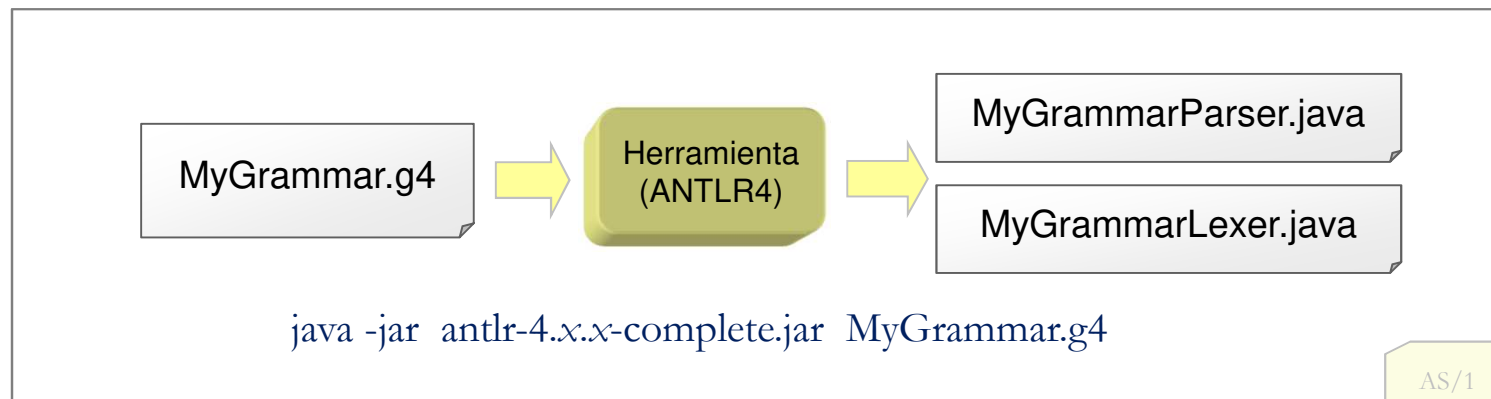 MyGrammar.g4
Herramienta
(ANTLR4)
MyGrammarParser.java
MyGrammarLexer.java
java -jar antlr-4.x.x-complete.jar MyGrammar.g4
AS/1